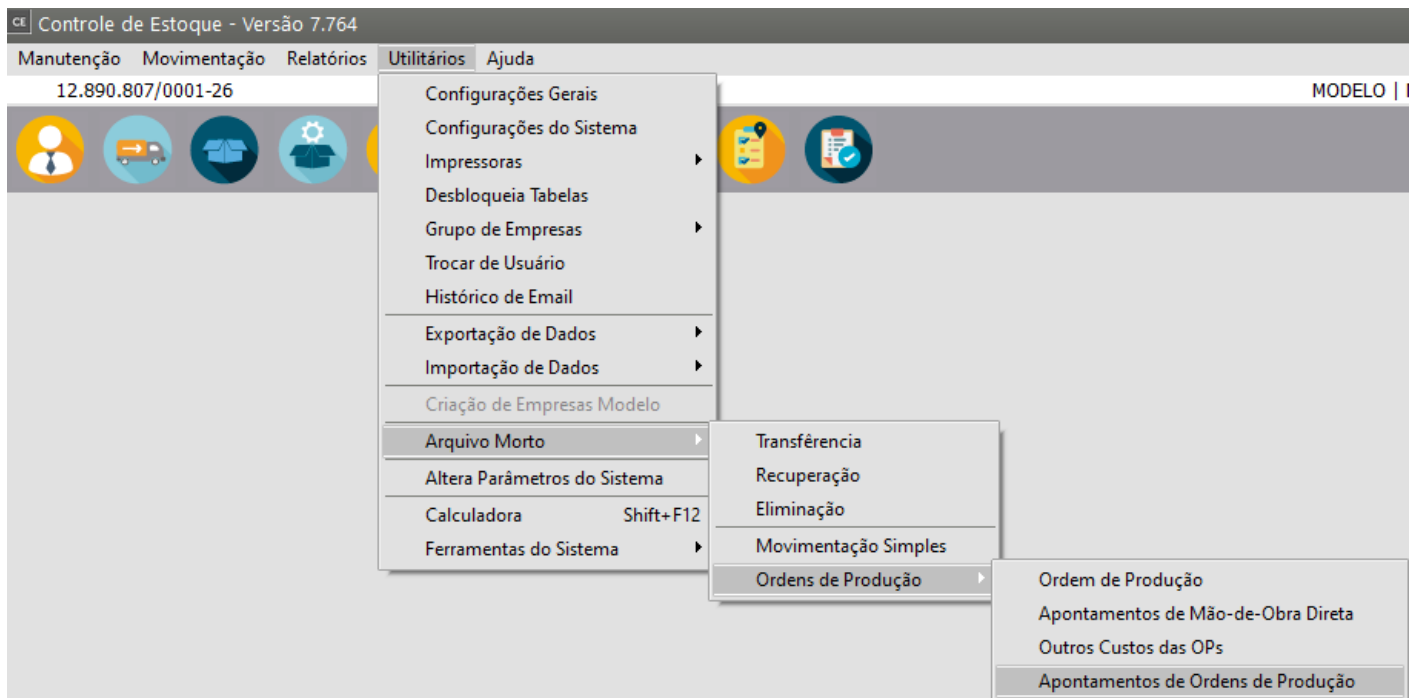 CE Controle de Estoque - Versão 7.764
Manutenção Movimentação Relatórios Utilitários Ajuda
12.890.807/0001-26 MODELO |
Configurações Gerais
Configurações do Sistema
Impressoras
Desbloqueia Tabelas
Grupo de Empresas
Trocar de Usuário
Histórico de Email
Exportação de Dados
Importação de Dados
Criação de Empresas Modelo
Arquivo Morto
Altera Parâmetros do Sistema
Calculadora Shift+F12
Ferramentas do Sistema
Transfêrencia
Recuperação
Eliminação
Movimentação Simples
Ordens de Produção
Ordem de Produção
Apontamentos de Mão-de-Obra Direta
Outros Custos das OPs
Apontamentos de Ordens de Produção